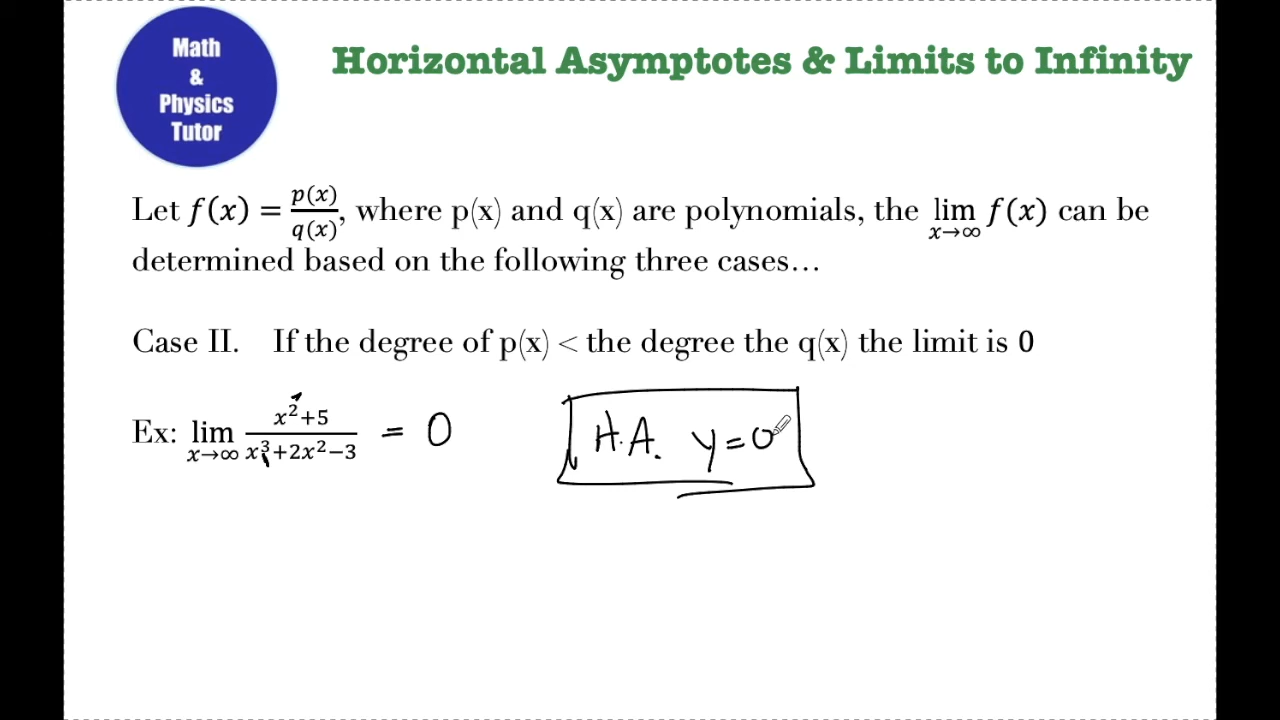 Math
&
Physics
Tutor
Horizontal Asymptotes & Limits to Infinity
Let f(x) = p(x)/q(x), where p(x) and q(x) are polynomials, the lim x→∞ f(x) can be
determined based on the following three cases…
Case II. If the degree of p(x) < the degree the q(x) the limit is 0
Ex: lim x→∞ (x²+5)/(x³+2x²−3) = 0
H.A. y=0